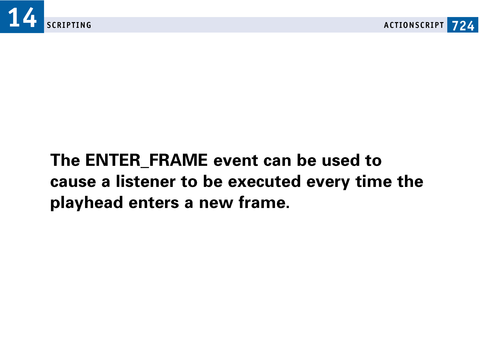 14 SCRIPTING ACTIONSCRIPT 724
The ENTER_FRAME event can be used to
cause a listener to be executed every time the
playhead enters a new frame.